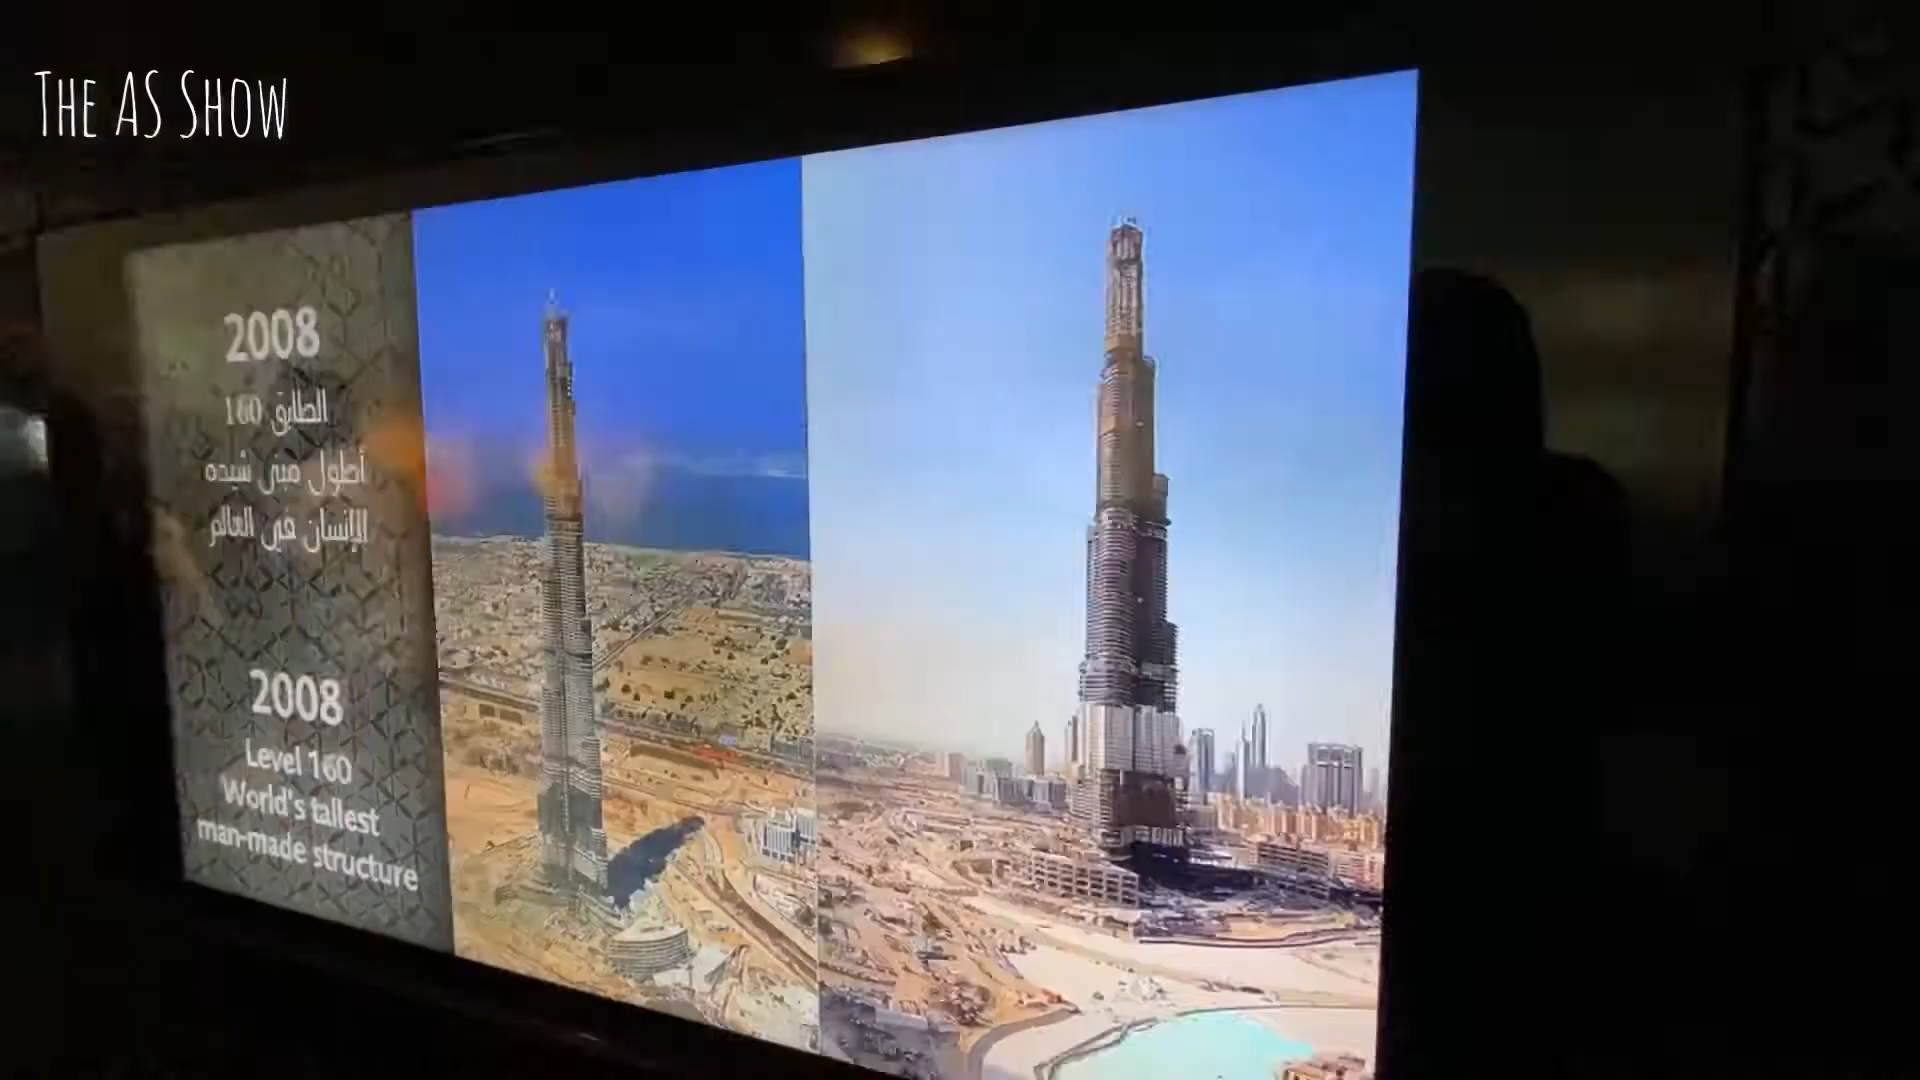 The AS Show
2008
الطابق 160
أطول مبنى شيده
الإنسان في العالم
2008
Level 160
World's tallest
man-made structure